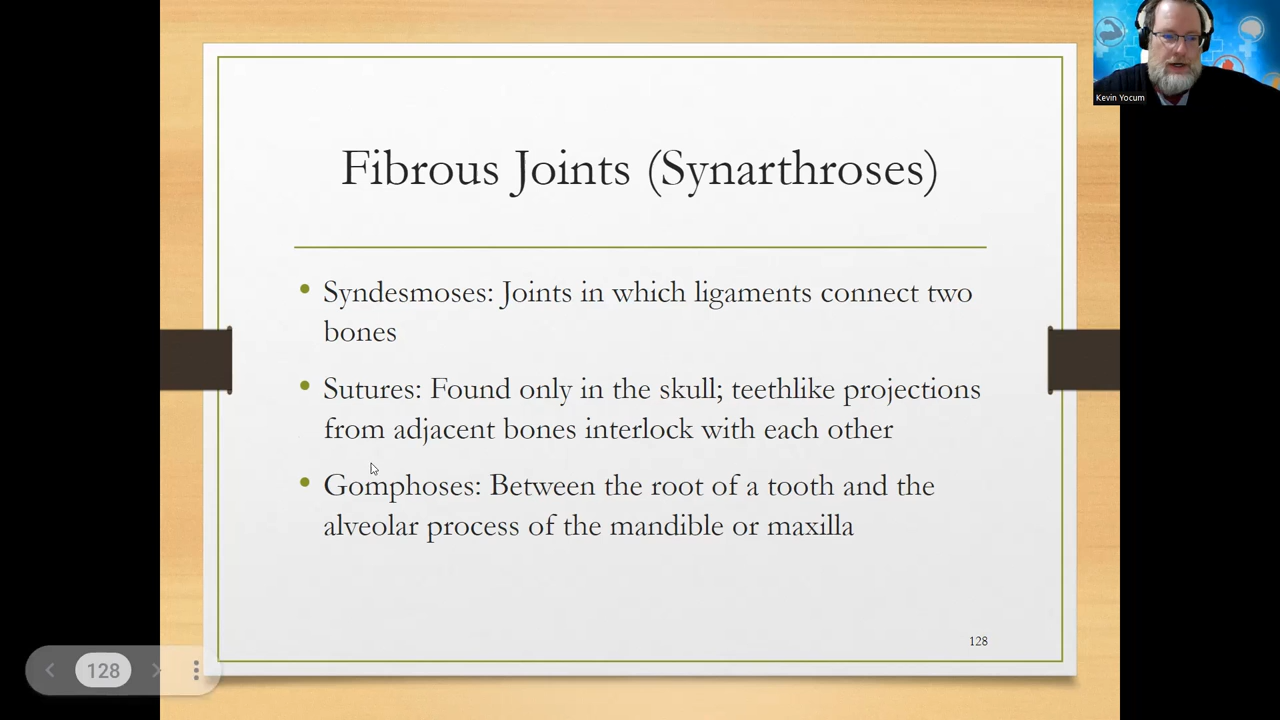 Kevin Yocum
Fibrous Joints (Synarthroses)
• Syndesmoses: Joints in which ligaments connect two
bones
• Sutures: Found only in the skull; teethlike projections
from adjacent bones interlock with each other
• Gomphoses: Between the root of a tooth and the
alveolar process of the mandible or maxilla
128
128